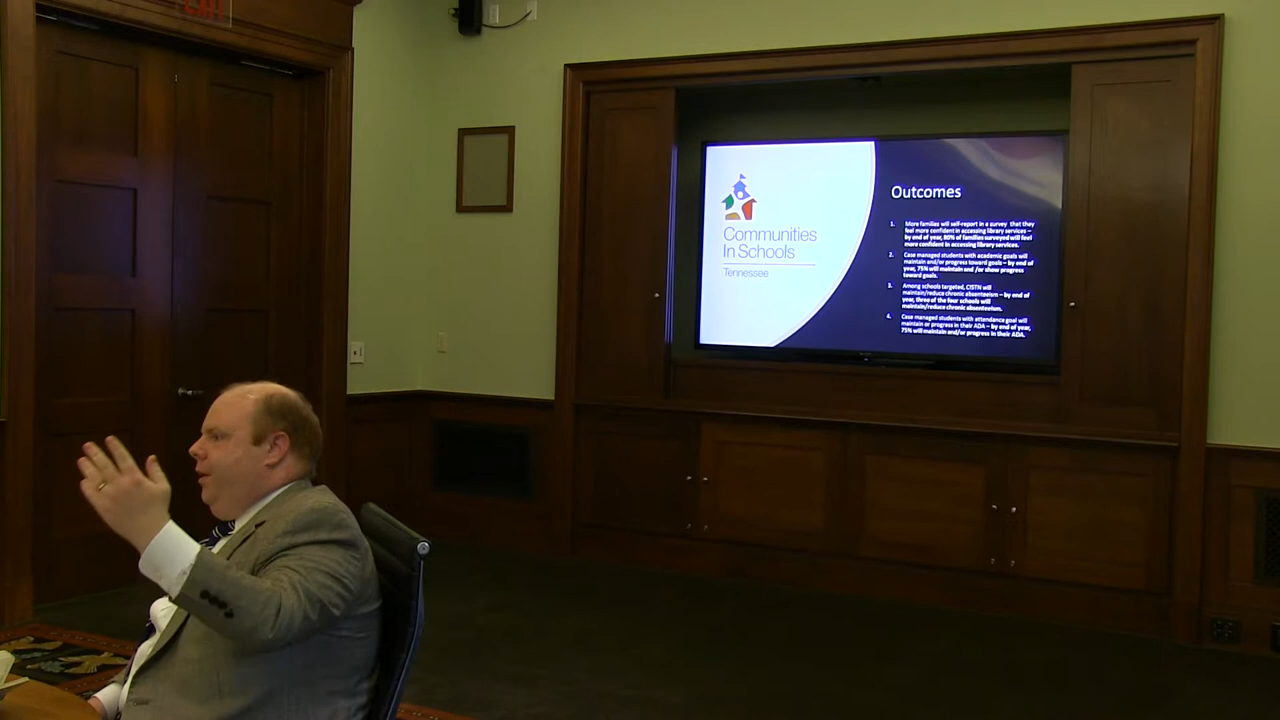 EXIT
Communities
In Schools
Tennessee
Outcomes
1. More families will self-report in a survey that they
feel more confident in accessing library services –
by end of year, 80% of families surveyed will feel
more confident in accessing library services.
2. Case managed students with academic goals will
maintain and/or progress toward goals – by end of
year, 75% will maintain and /or show progress
toward goals.
3. Among schools targeted, CISTN will
maintain/reduce chronic absenteeism – by end of
year, three of the four schools will
maintain/reduce chronic absenteeism.
4. Case managed students with attendance goal will
maintain or progress in their ADA – by end of year,
75% will maintain and/or progress in their ADA.